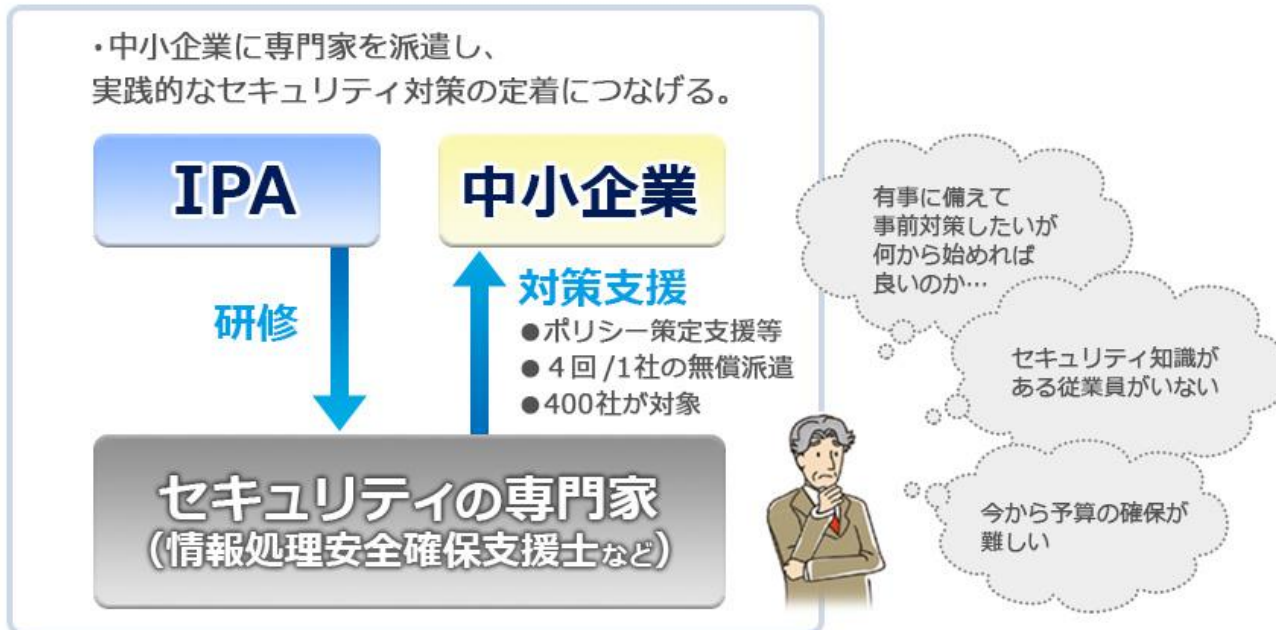 ・中小企業に専門家を派遣し、
実践的なセキュリティ対策の定着につなげる。
IPA
中小企業
研修
対策支援
●ポリシー策定支援等
●４回/1社の無償派遣
●400社が対象
セキュリティの専門家
（情報処理安全確保支援士など）
有事に備えて
事前対策したいが
何から始めれば
良いのか…
セキュリティ知識が
ある従業員がいない
今から予算の確保が
難しい